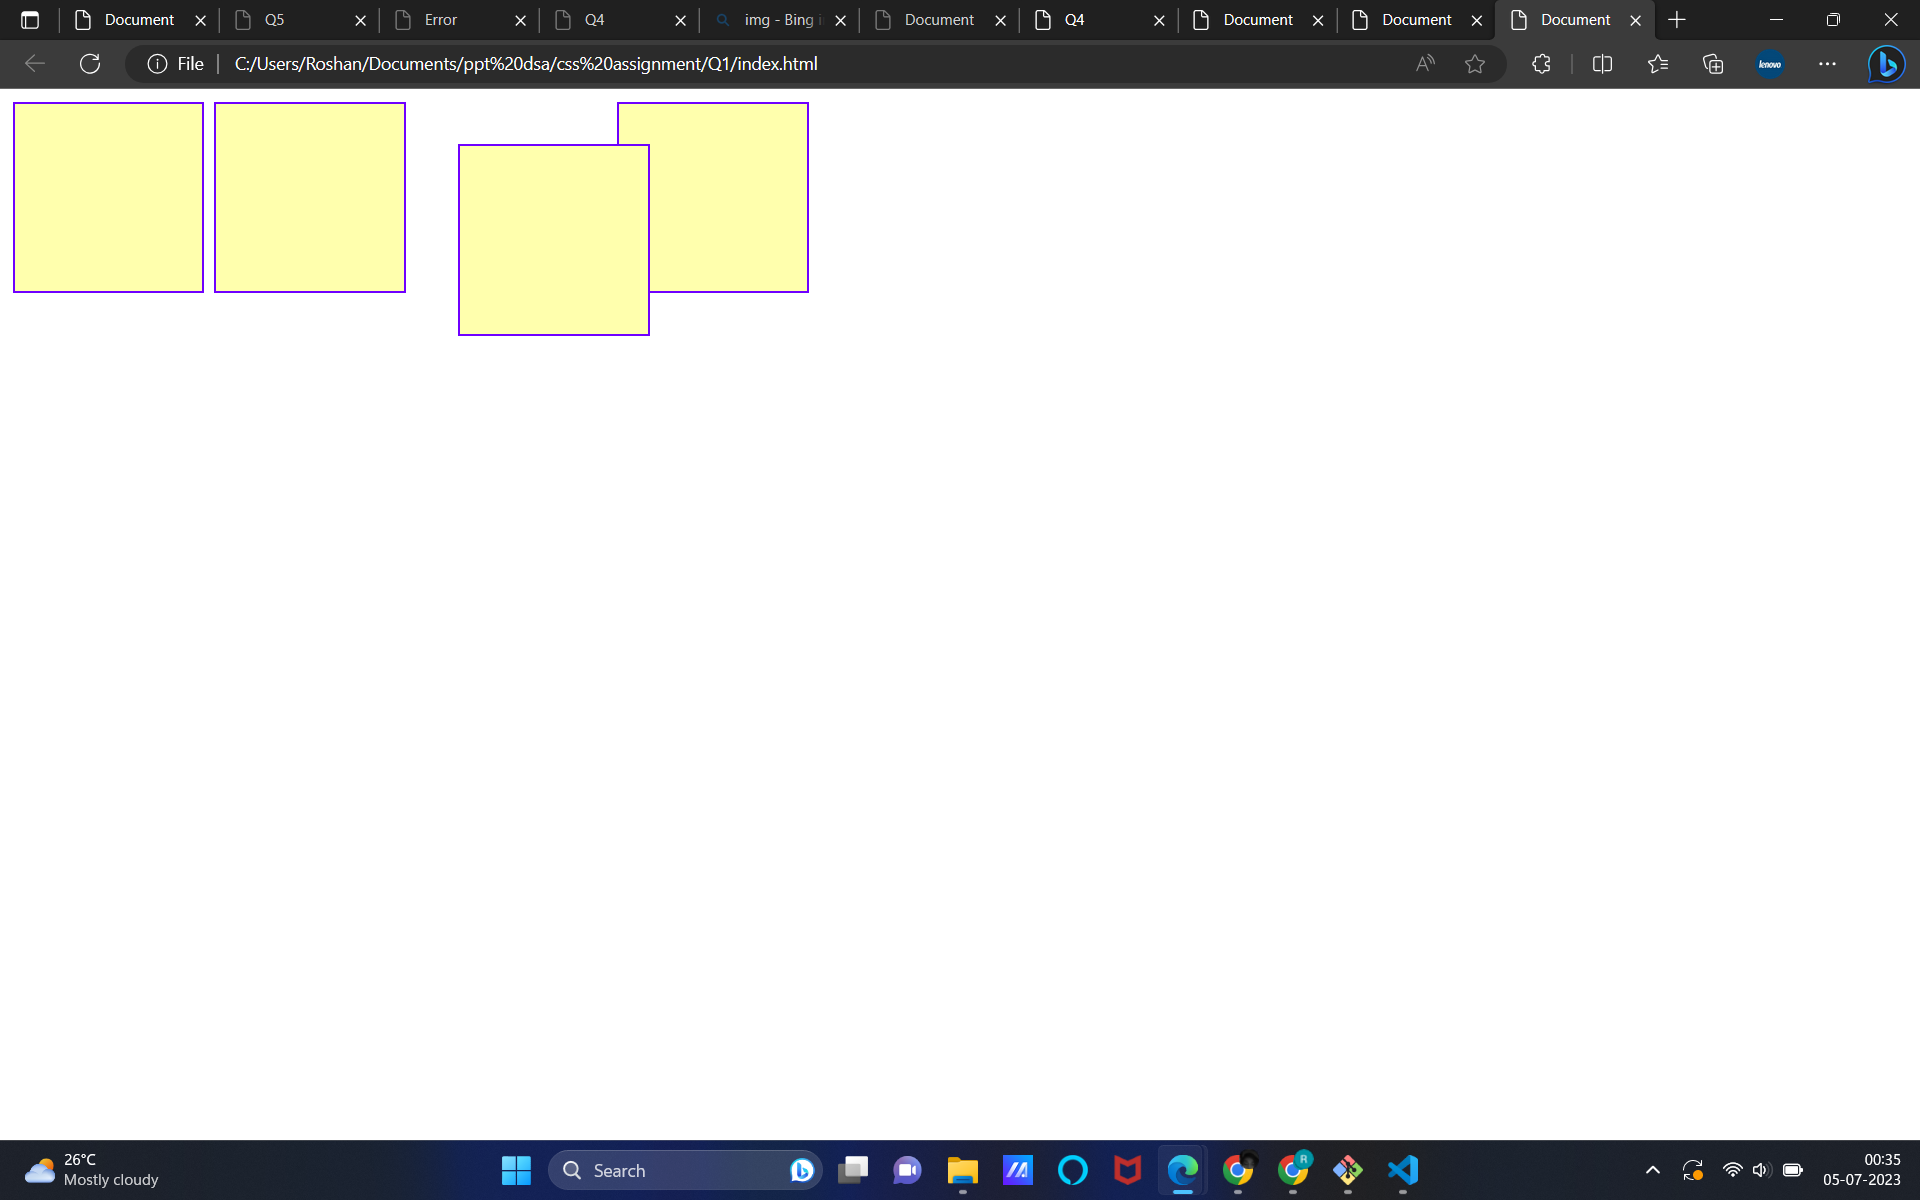 Document
Q5
Error
Q4
img - Bing i
Document
Q4
Document
Document
Document
File
C:/Users/Roshan/Documents/ppt%20dsa/css%20assignment/Q1/index.html
A
lenovo
26°C
Mostly cloudy
Search
R
00:35
05-07-2023